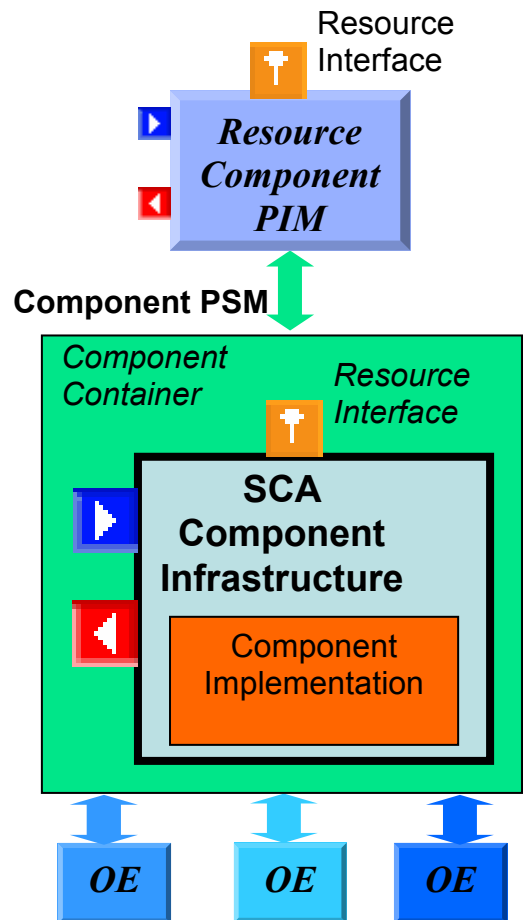 Resource
Interface
Resource
Component
PIM
Component PSM
Component
Container
Resource
Interface
SCA
Component
Infrastructure
Component
Implementation
OE
OE
OE